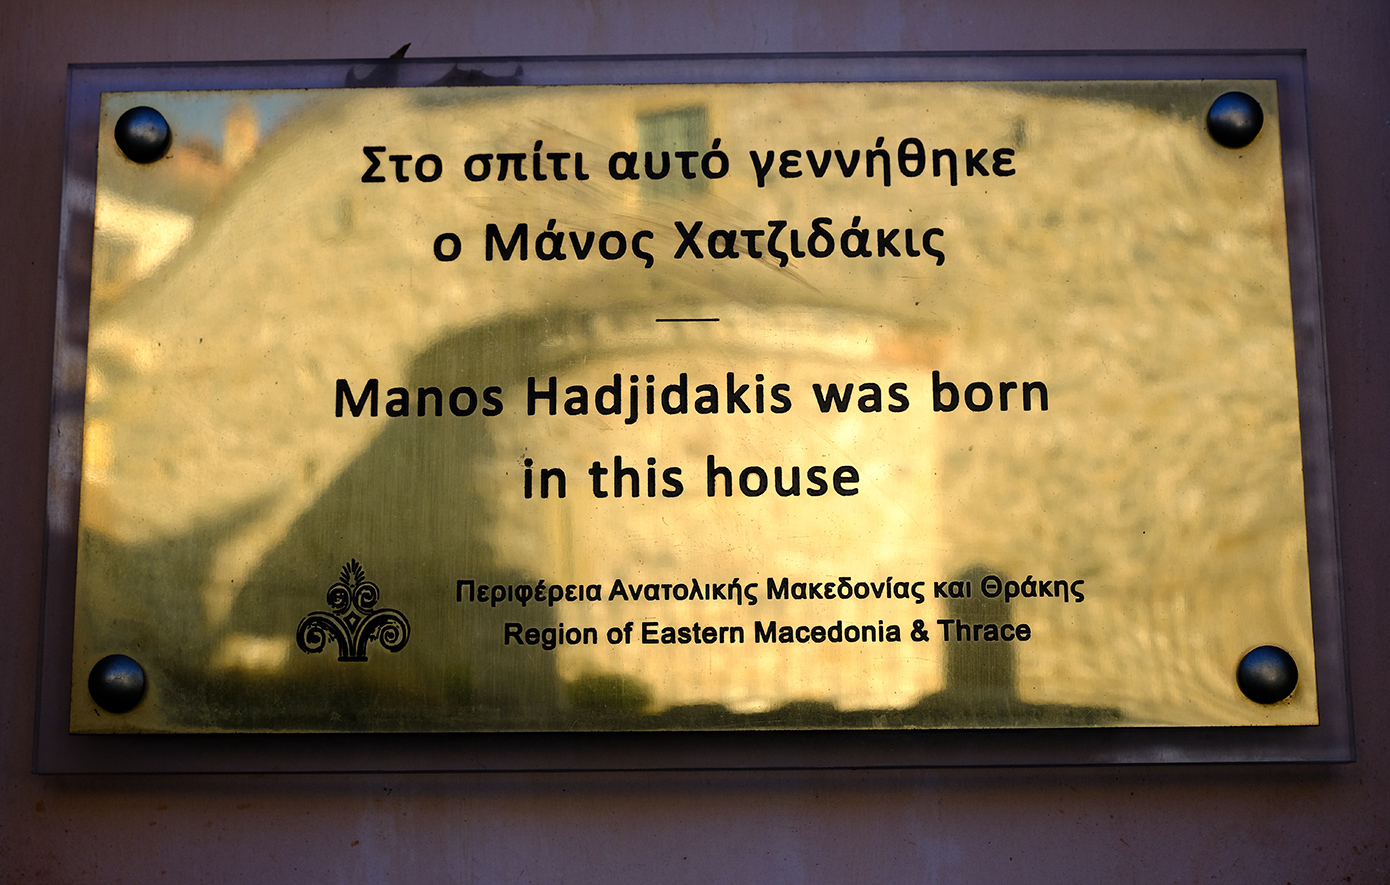 Στο σπίτι αυτό γεννήθηκε
ο Μάνος Χατζιδάκις
Manos Hadjidakis was born
in this house
Περιφέρεια Ανατολικής Μακεδονίας και Θράκης
Region of Eastern Macedonia & Thrace